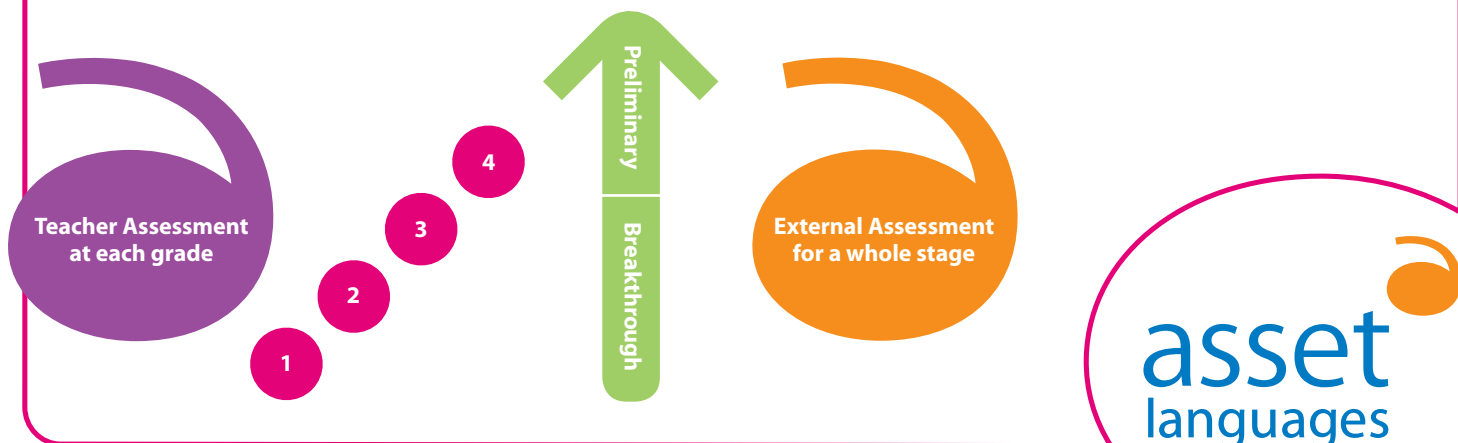 Teacher Assessment
at each grade
1
2
3
4
Preliminary
Breakthrough
External Assessment
for a whole stage
asset
languages